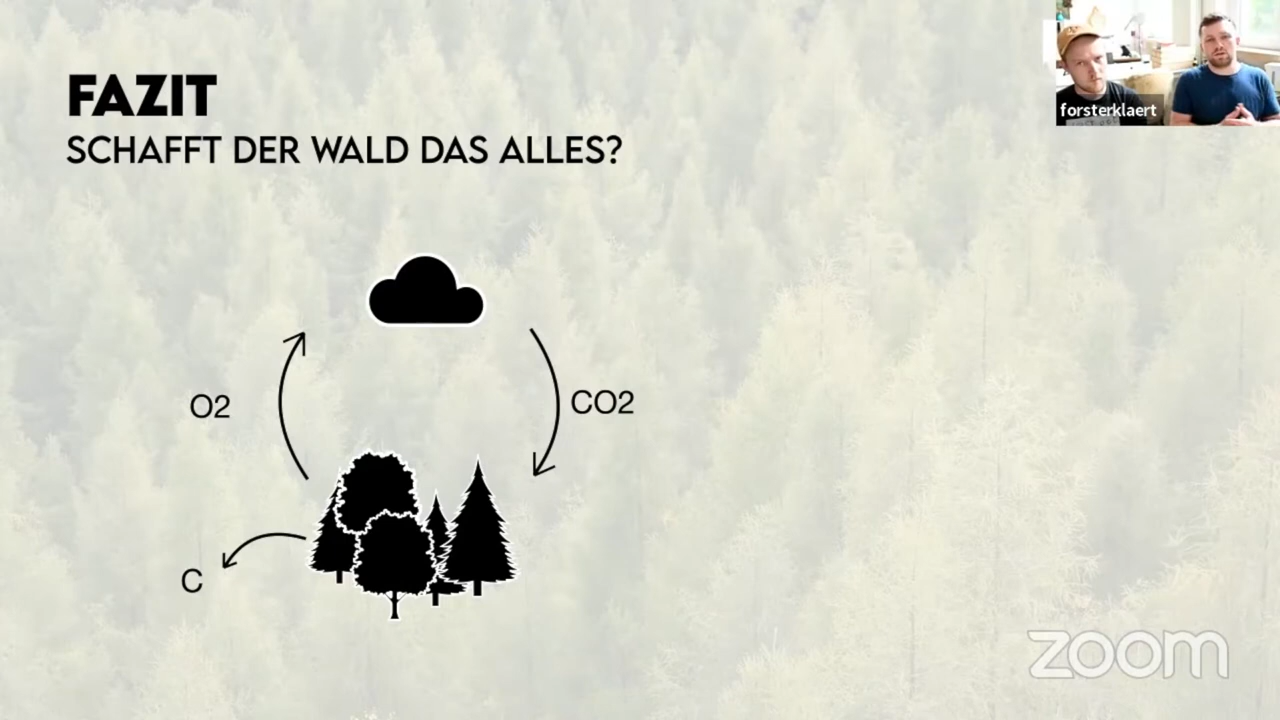 FAZIT
SCHAFFT DER WALD DAS ALLES?
forsterklaert
O2
CO2
C
zoom